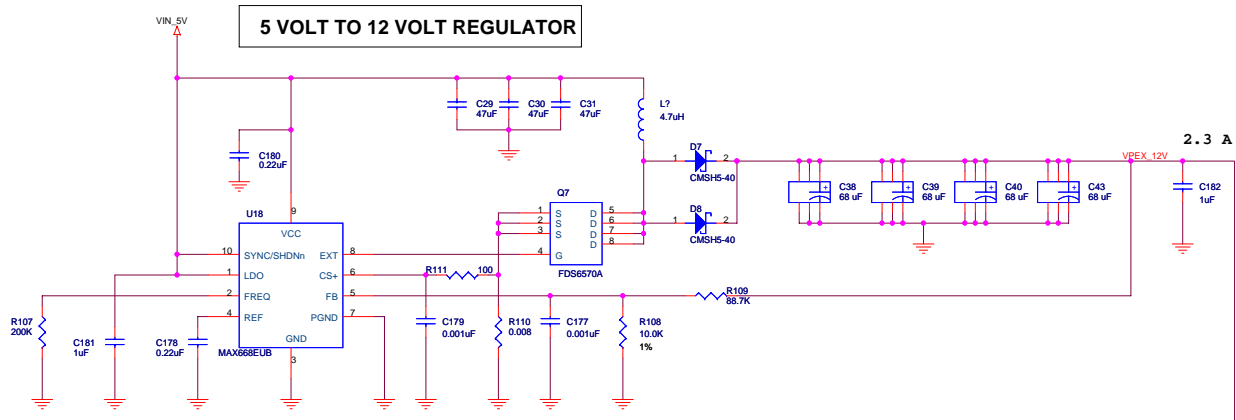 VIN_5V
5 VOLT TO 12 VOLT REGULATOR
C29
47uF
C30
47uF
C31
47uF
L?
4.7uH
2.3 A
C180
0.22uF
1
D7
2
CMSH5-40
VPEX_12V
C38
68 uF
C39
68 uF
C40
68 uF
C43
68 uF
C182
1uF
Q7
1 S D 5
2 S D 6
3 S D 7
D 8
4 G
FDS6570A
1
D8
2
CMSH5-40
U18
9
VCC
10 SYNC/SHDNn EXT 8
1 LDO CS+ 6
2 FREQ FB 5
4 REF PGND 7
GND
3
MAX668EUB
R111 100
R109
88.7K
R107
200K
C181
1uF
C178
0.22uF
C179
0.001uF
R110
0.008
C177
0.001uF
R108
10.0K
1%